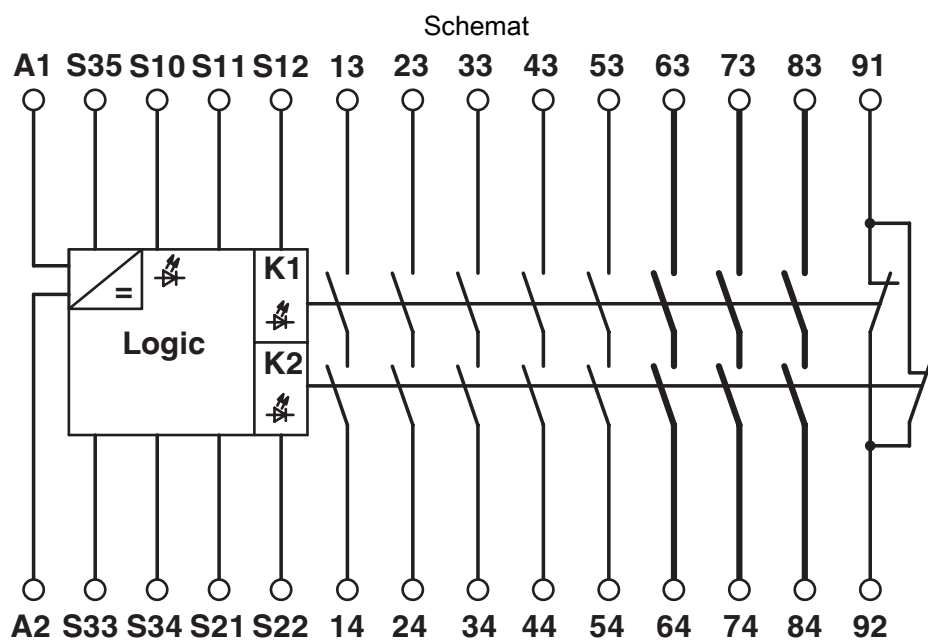 Schemat
A1 S35 S10 S11 S12 13 23 33 43 53 63 73 83 91
K1
=
Logic
K2
A2 S33 S34 S21 S22 14 24 34 44 54 64 74 84 92